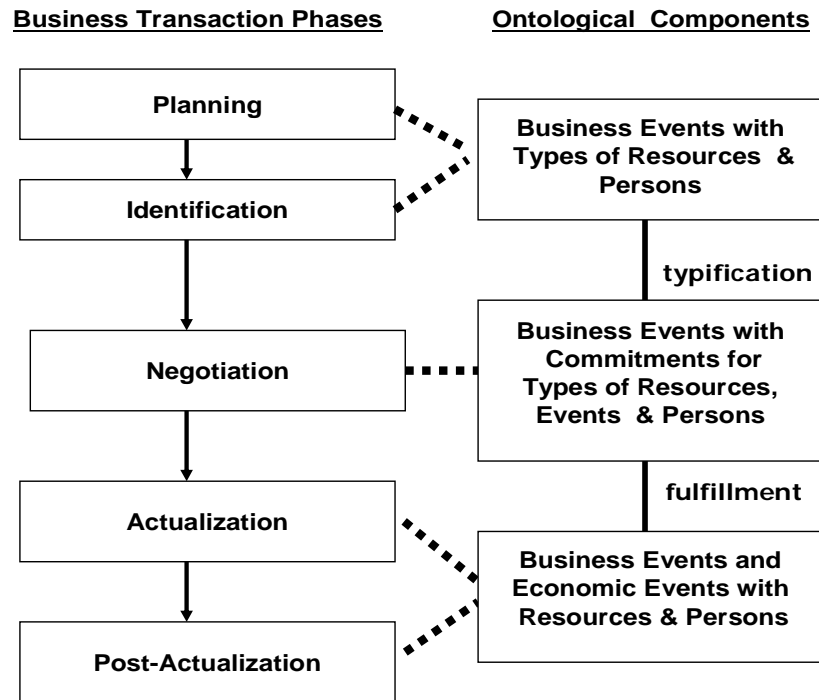 Business Transaction Phases
Ontological Components
Planning
Identification
Negotiation
Actualization
Post-Actualization
Business Events with
Types of Resources &
Persons
typification
Business Events with
Commitments for
Types of Resources,
Events & Persons
fulfillment
Business Events and
Economic Events with
Resources & Persons